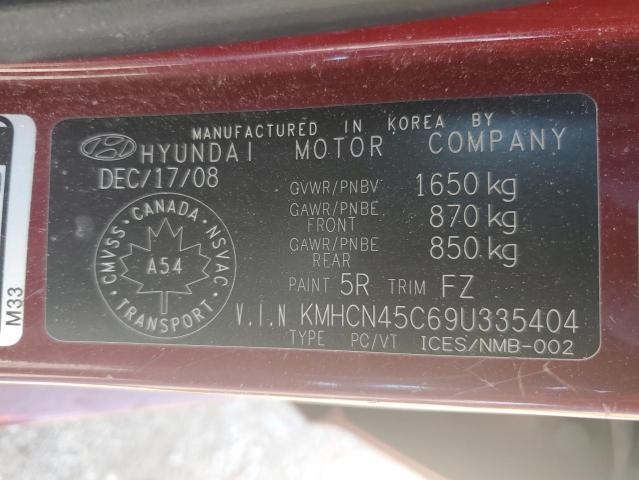 MANUFACTURED IN KOREA BY
HYUNDAI MOTOR COMPANY
DEC/17/08
GVWR/PNBV 1650 kg
GAWR/PNBE FRONT 870 kg
GAWR/PNBE REAR 850 kg
CANADA
CMVSS NSVAC
A54
TRANSPORT
PAINT 5R TRIM FZ
V.I.N KMHCN45C69U335404
TYPE PC/VT ICES/NMB-002
M33